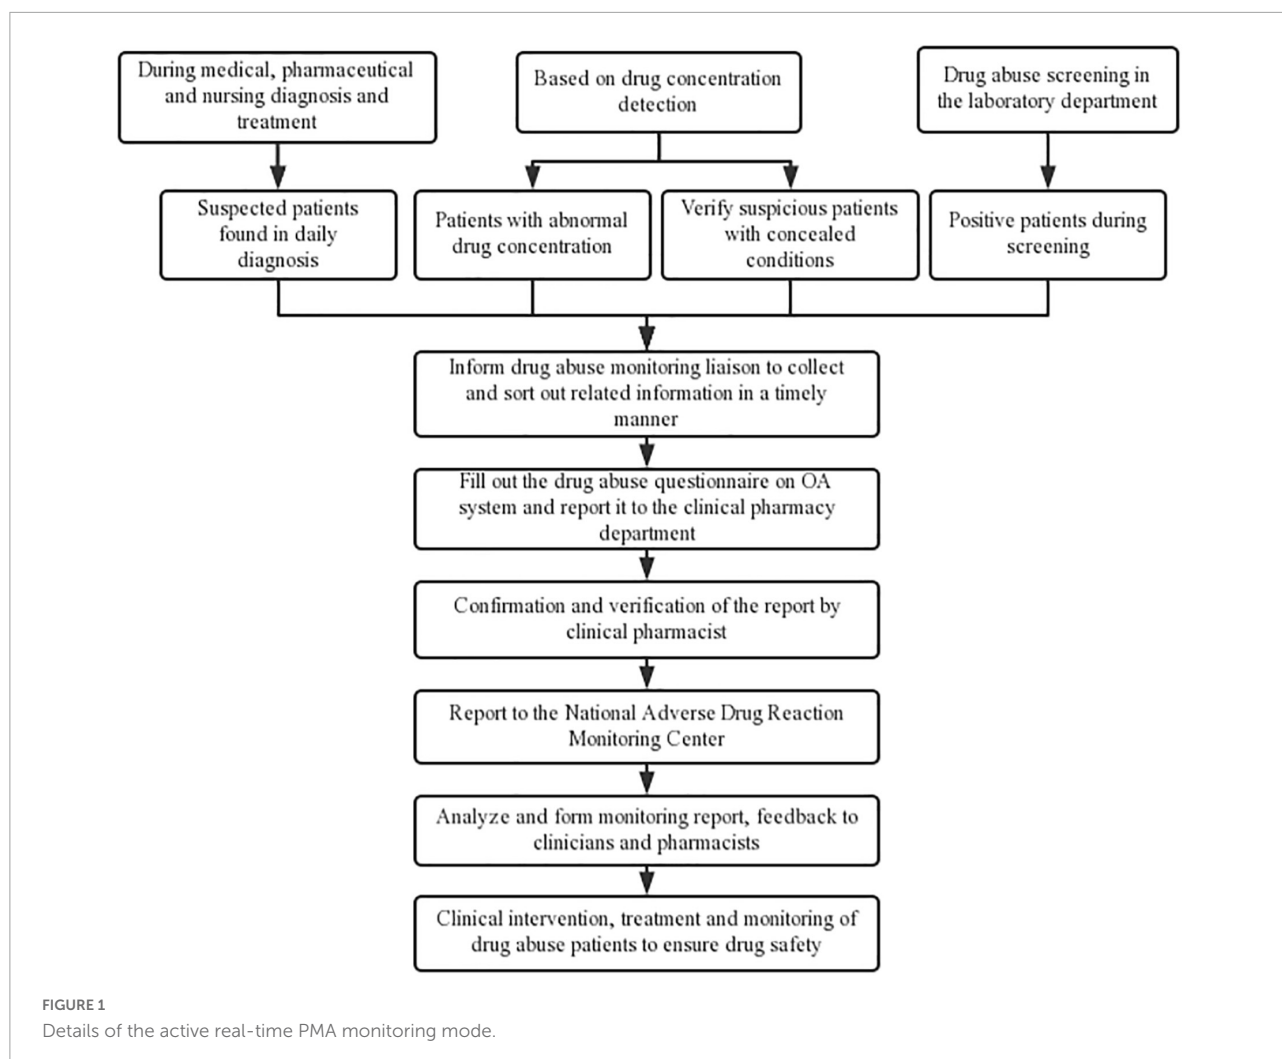 During medical, pharmaceutical
and nursing diagnosis and
treatment
Based on drug concentration
detection
Drug abuse screening in
the laboratory department
Suspected patients
found in daily
diagnosis
Patients with abnormal
drug concentration
Verify suspicious patients
with concealed
conditions
Positive patients during
screening
Inform drug abuse monitoring liaison to collect
and sort out related information in a timely
manner
Fill out the drug abuse questionnaire on OA
system and report it to the clinical pharmacy
department
Confirmation and verification of the report by
clinical pharmacist
Report to the National Adverse Drug Reaction
Monitoring Center
Analyze and form monitoring report, feedback to
clinicians and pharmacists
Clinical intervention, treatment and monitoring of
drug abuse patients to ensure drug safety
FIGURE 1
Details of the active real-time PMA monitoring mode.